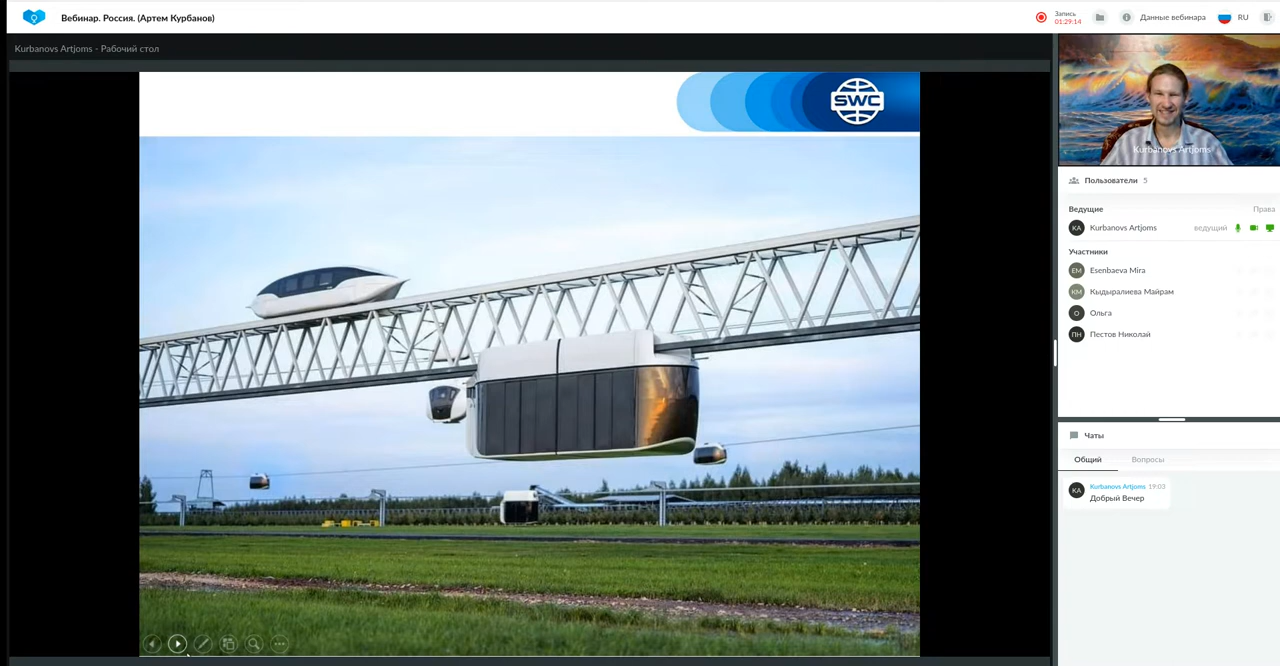 Вебинар. Россия. (Артем Курбанов)
Запись
01:29:14
Данные вебинара
RU
Kurbanovs Artjoms - Рабочий стол
SWC
Kurbanovs Artjoms
Пользователи 5
Ведущие Права
KA Kurbanovs Artjoms ведущий
Участники
EM Esenbaeva Mira
КМ Кыдыралиева Майрам
О Ольга
ПН Пестов Николай
Чаты
Общий Вопросы
KA Kurbanovs Artjoms 19:03
Добрый Вечер